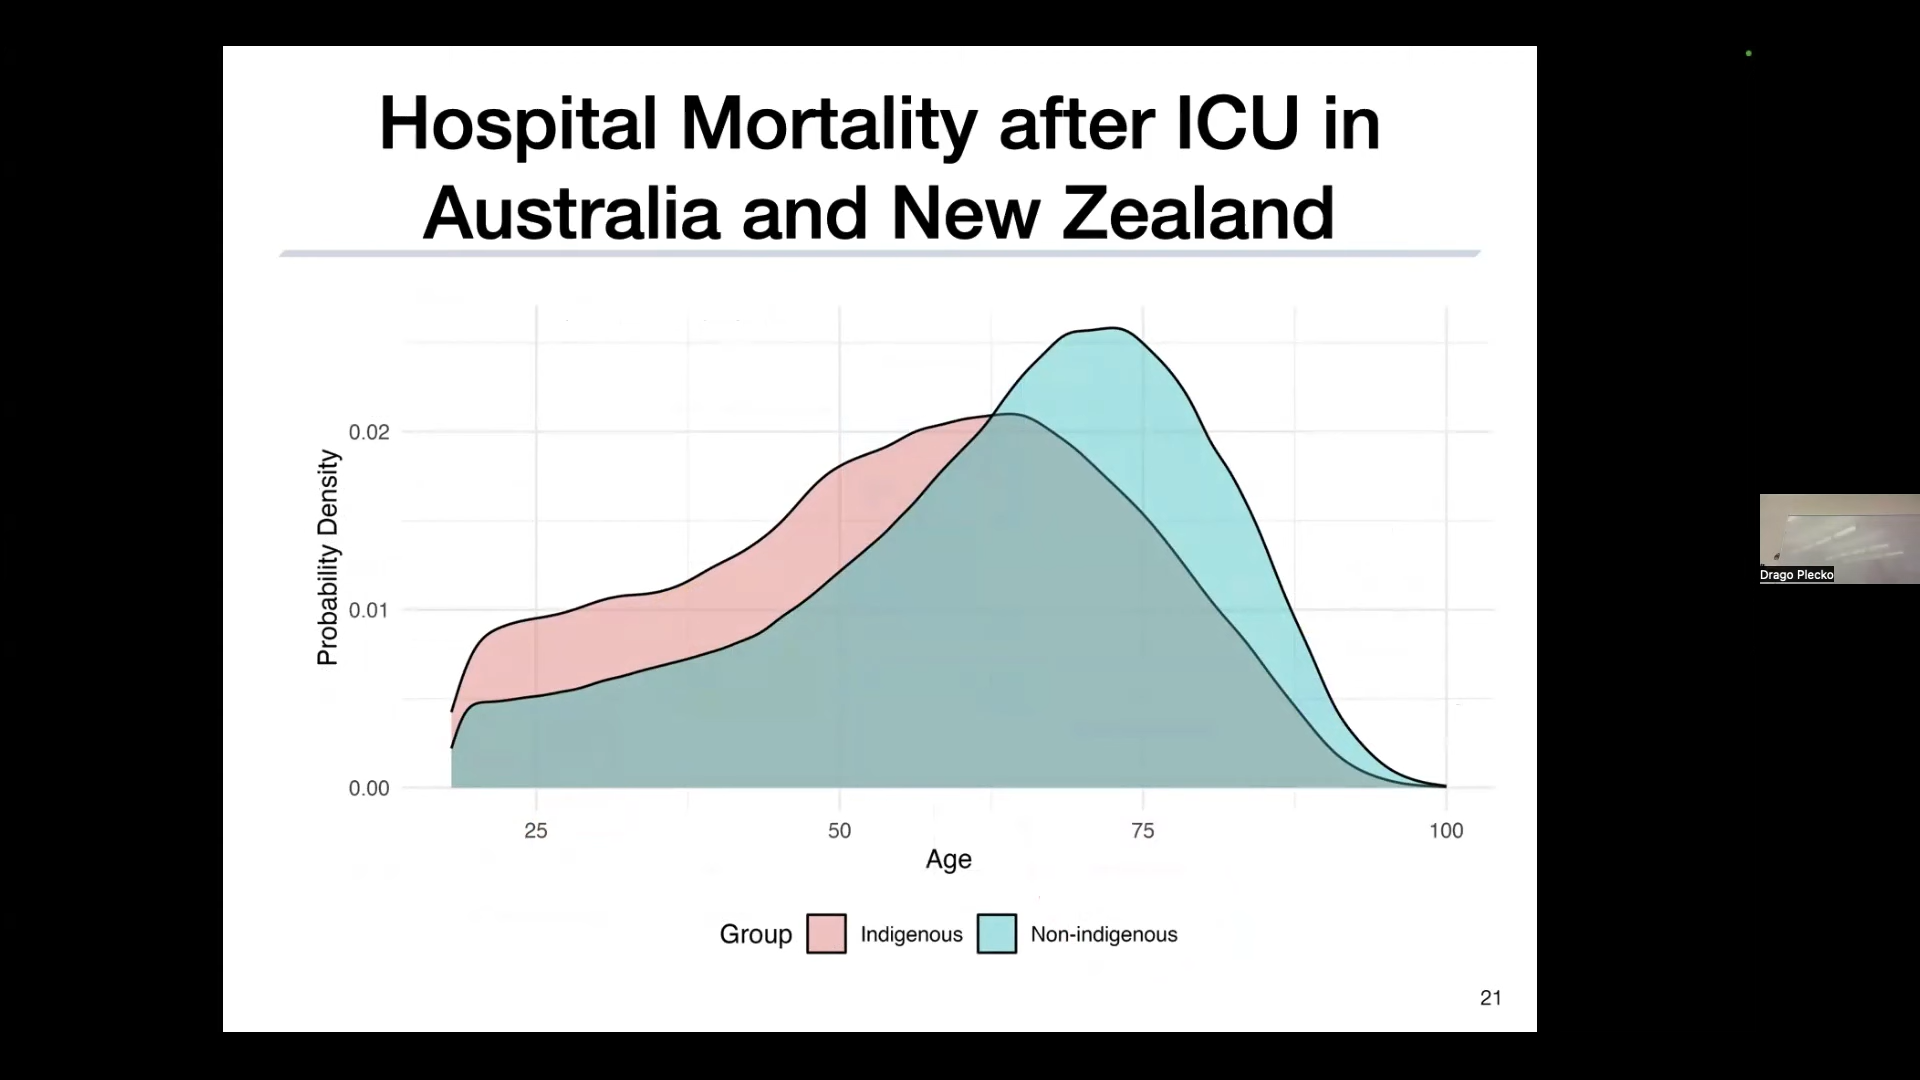 Hospital Mortality after ICU in
Australia and New Zealand
Probability Density
0.02
0.01
0.00
25 50 75 100
Age
Group Indigenous Non-indigenous
21
Drago Plecko